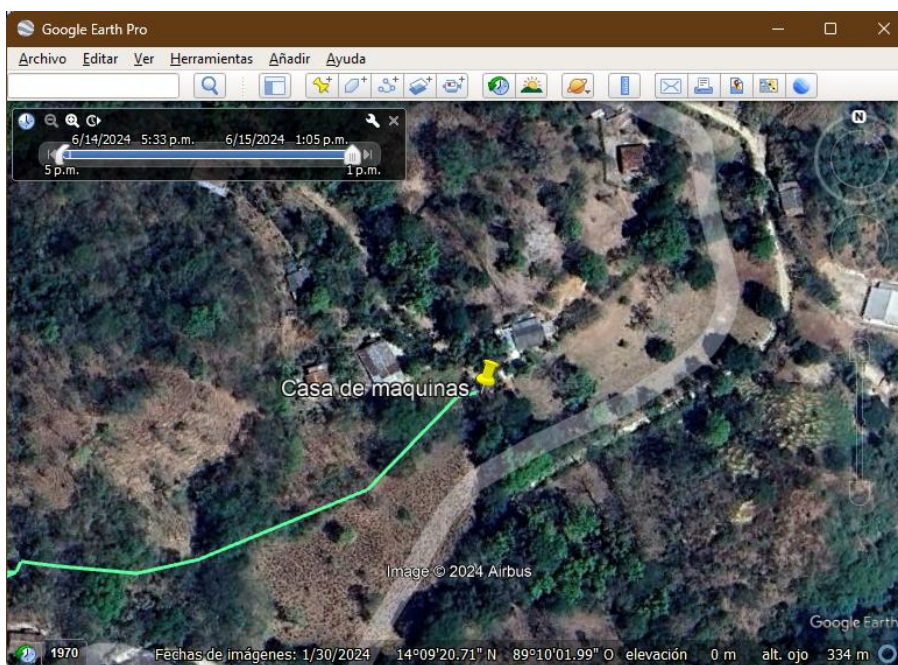 Google Earth Pro
Archivo Editar Ver Herramientas Añadir Ayuda
6/14/2024 5:33 p.m. 6/15/2024 1:05 p.m.
5 p.m. 1 p.m.
N
Casa de maquinas
Image © 2024 Airbus
Google Earth
1970 Fechas de imágenes: 1/30/2024 14°09'20.71" N 89°10'01.99" O elevación 0 m alt. ojo 334 m